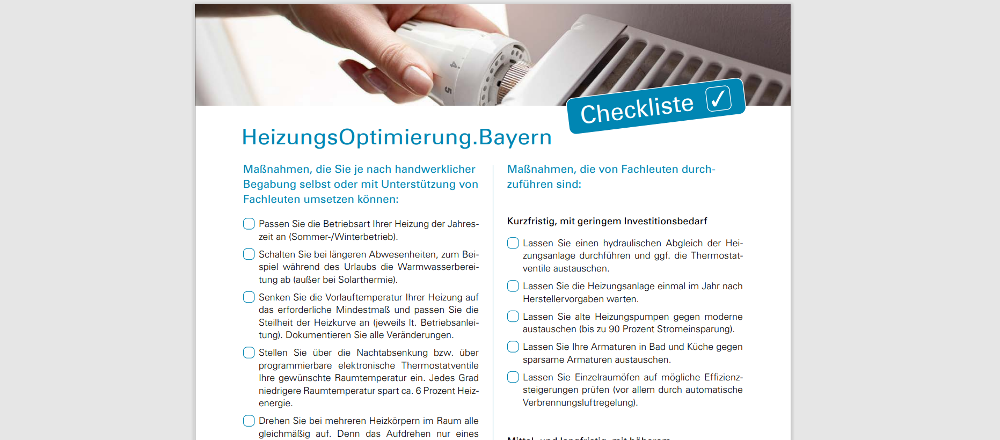 4
5
Checkliste
HeizungsOptimierung.Bayern
Maßnahmen, die Sie je nach handwerklicher
Begabung selbst oder mit Unterstützung von
Fachleuten umsetzen können:
Passen Sie die Betriebsart Ihrer Heizung der Jahres-
zeit an (Sommer-/Winterbetrieb).
Schalten Sie bei längeren Abwesenheiten, zum Bei-
spiel während des Urlaubs die Warmwasserberei-
tung ab (außer bei Solarthermie).
Senken Sie die Vorlauftemperatur Ihrer Heizung auf
das erforderliche Mindestmaß und passen Sie die
Steilheit der Heizkurve an (jeweils lt. Betriebsanlei-
tung). Dokumentieren Sie alle Veränderungen.
Stellen Sie über die Nachtabsenkung bzw. über
programmierbare elektronische Thermostatventile
Ihre gewünschte Raumtemperatur ein. Jedes Grad
niedrigere Raumtemperatur spart ca. 6 Prozent Heiz-
energie.
Drehen Sie bei mehreren Heizkörpern im Raum alle
gleichmäßig auf. Denn das Aufdrehen nur eines
Maßnahmen, die von Fachleuten durch-
zuführen sind:
Kurzfristig, mit geringem Investitionsbedarf
Lassen Sie einen hydraulischen Abgleich der Hei-
zungsanlage durchführen und ggf. die Thermostat-
ventile austauschen.
Lassen Sie die Heizungsanlage einmal im Jahr nach
Herstellervorgaben warten.
Lassen Sie alte Heizungspumpen gegen moderne
austauschen (bis zu 90 Prozent Stromeinsparung).
Lassen Sie Ihre Armaturen in Bad und Küche gegen
sparsame Armaturen austauschen.
Lassen Sie Einzelraumöfen auf mögliche Effizienz-
steigerungen prüfen (vor allem durch automatische
Verbrennungsluftregelung).
Mittel- und langfristig, mit höherem